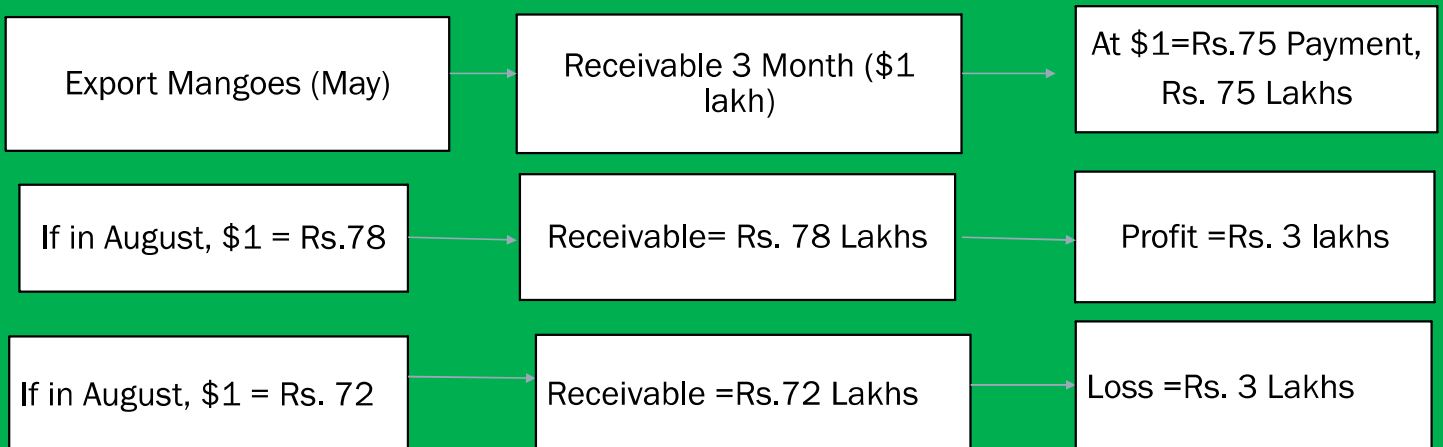 Export Mangoes (May)
Receivable 3 Month ($1
lakh)
At $1=Rs.75 Payment,
Rs. 75 Lakhs
If in August, $1 = Rs.78
Receivable= Rs. 78 Lakhs
Profit =Rs. 3 lakhs
If in August, $1 = Rs. 72
Receivable =Rs.72 Lakhs
Loss =Rs. 3 Lakhs